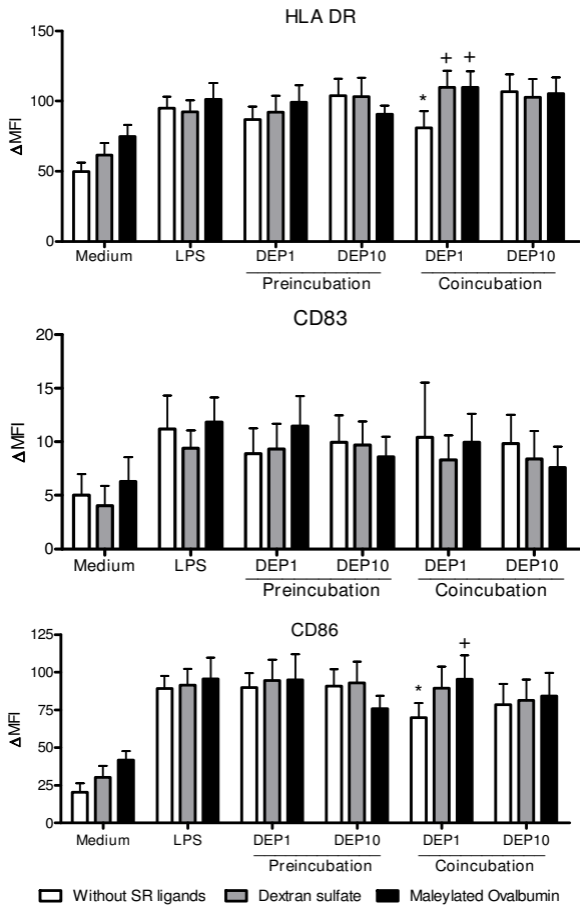 HLA DR
150
100
50
0
ΔMFI
* + +
Medium LPS DEP1 DEP10 DEP1 DEP10
Preincubation Coincubation
CD83
20
15
10
5
0
ΔMFI
Medium LPS DEP1 DEP10 DEP1 DEP10
Preincubation Coincubation
CD86
125
100
75
50
25
0
ΔMFI
* +
Medium LPS DEP1 DEP10 DEP1 DEP10
Preincubation Coincubation
Without SR ligands Dextran sulfate Maleylated Ovalbumin